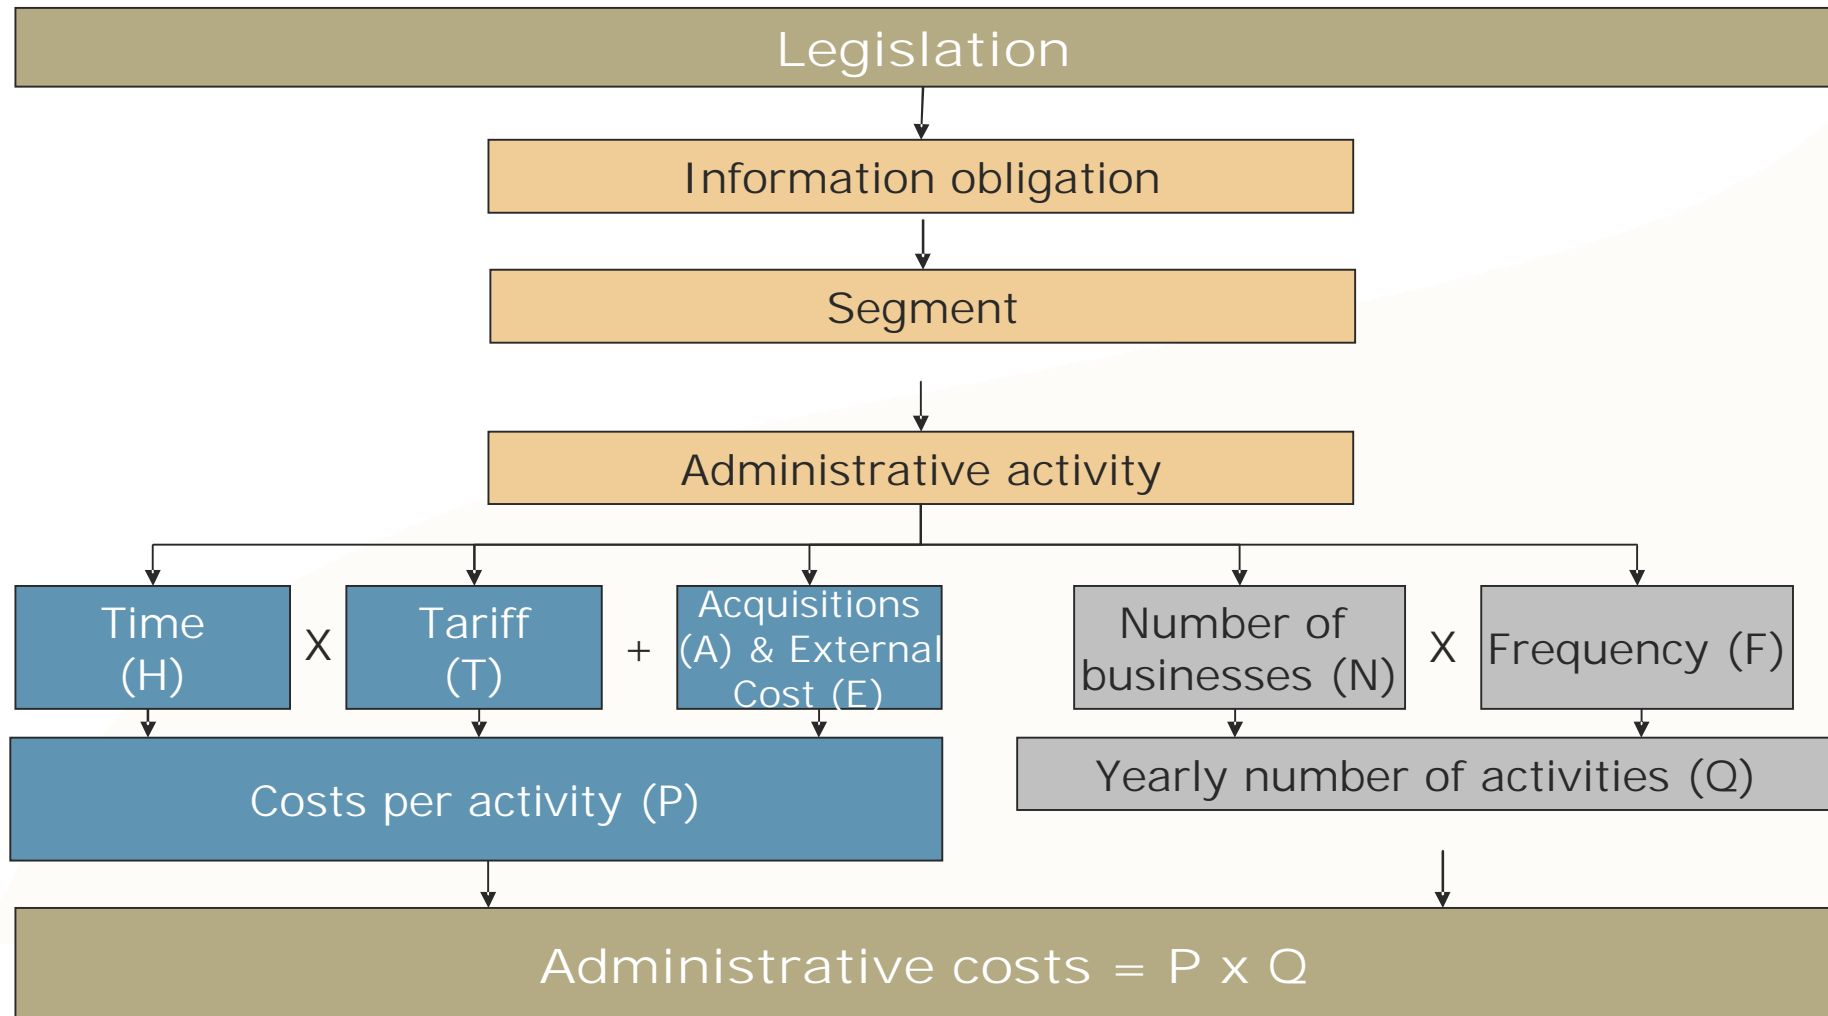 Legislation
Information obligation
Segment
Administrative activity
Time
(H)
X
Tariff
(T)
+
Acquisitions
(A) & External
Cost (E)
Number of
businesses (N)
X
Frequency (F)
Costs per activity (P)
Yearly number of activities (Q)
Administrative costs = P x Q